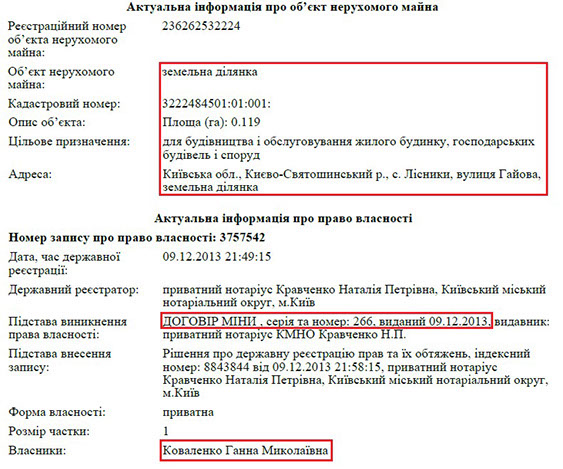 Актуальна інформація про об’єкт нерухомого майна
Реєстраційний номер 236262532224
об’єкта нерухомого
майна:
Об’єкт нерухомого земельна ділянка
майна:
Кадастровий номер: 3222484501:01:001:
Опис об’єкта: Площа (га): 0.119
Цільове призначення: для будівництва і обслуговування жилого будинку, господарських
будівель і споруд
Адреса: Київська обл., Києво-Святошинський р., с. Лісники, вулиця Гайова,
земельна ділянка
Актуальна інформація про право власності
Номер запису про право власності: 3757542
Дата, час державної 09.12.2013 21:49:15
реєстрації:
Державний реєстратор: приватний нотаріус Кравченко Наталія Петрівна, Київський міський
нотаріальний округ, м.Київ
Підстава виникнення ДОГОВІР МІНИ , серія та номер: 266, виданий 09.12.2013, видавник:
права власності: приватний нотаріус КМНО Кравченко Н.П.
Підстава внесення Рішення про державну реєстрацію прав та їх обтяжень, індексний
запису: номер: 8843844 від 09.12.2013 21:58:15, приватний нотаріус
Кравченко Наталія Петрівна, Київський міський нотаріальний округ,
м.Київ
Форма власності: приватна
Розмір частки: 1
Власники: Коваленко Ганна Миколаївна